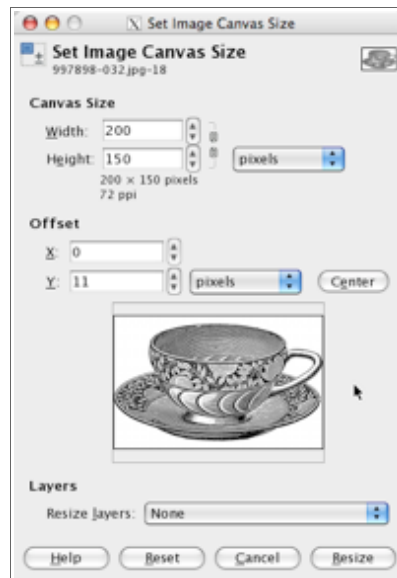 Set Image Canvas Size
Set Image Canvas Size
997898-032.jpg-18
Canvas Size
Width: 200
Height: 150 pixels
200 × 150 pixels
72 ppi
Offset
X: 0
Y: 11 pixels Center
Layers
Resize layers: None
Help Reset Cancel Resize